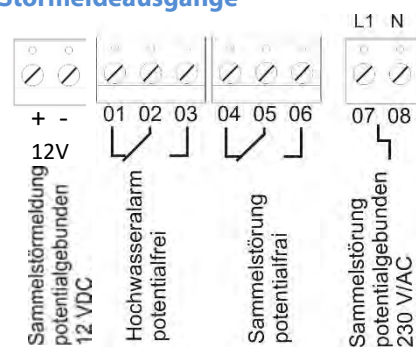 Störmeldeausgänge
L1 N
+ - 01 02 03 04 05 06 07 08
12V
Sammelstörmeldung
potentialgebunden
12 VDC
Hochwasseralarm
potentialfrei
Sammelstörung
potentialfrai
Sammelstörung
potentialgebunden
230 V/AC